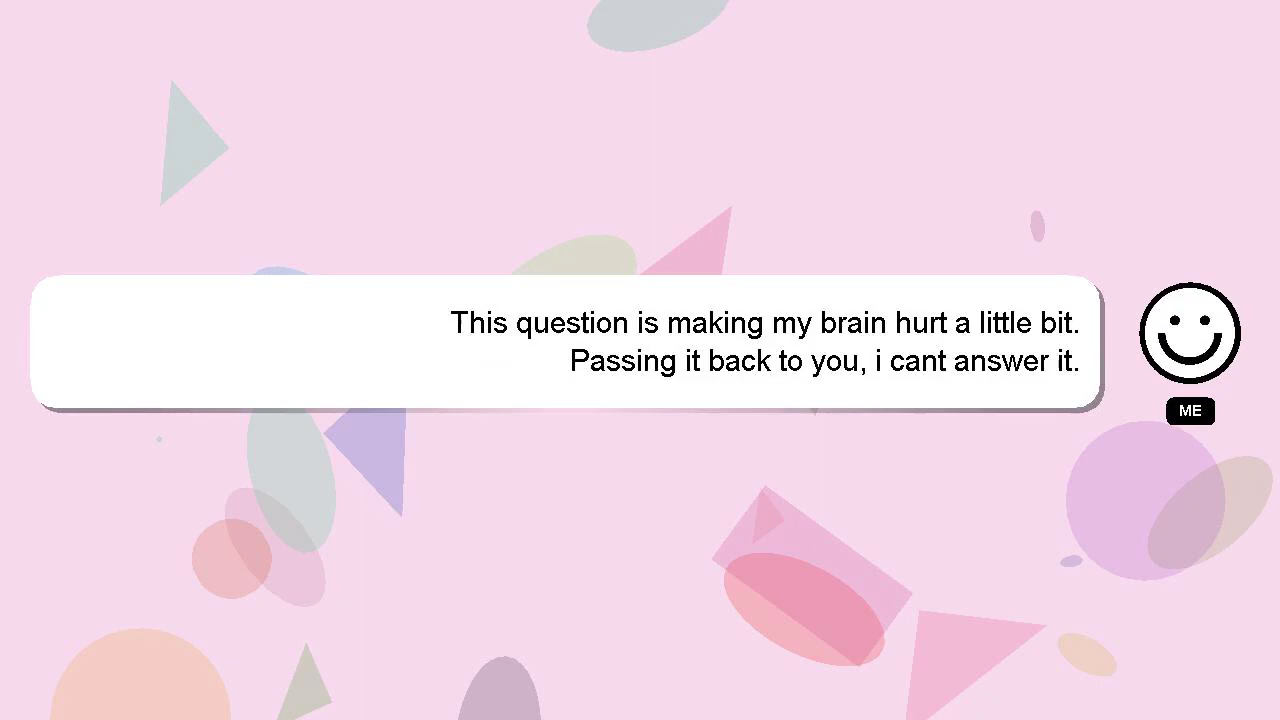 This question is making my brain hurt a little bit.
Passing it back to you, i cant answer it.
ME